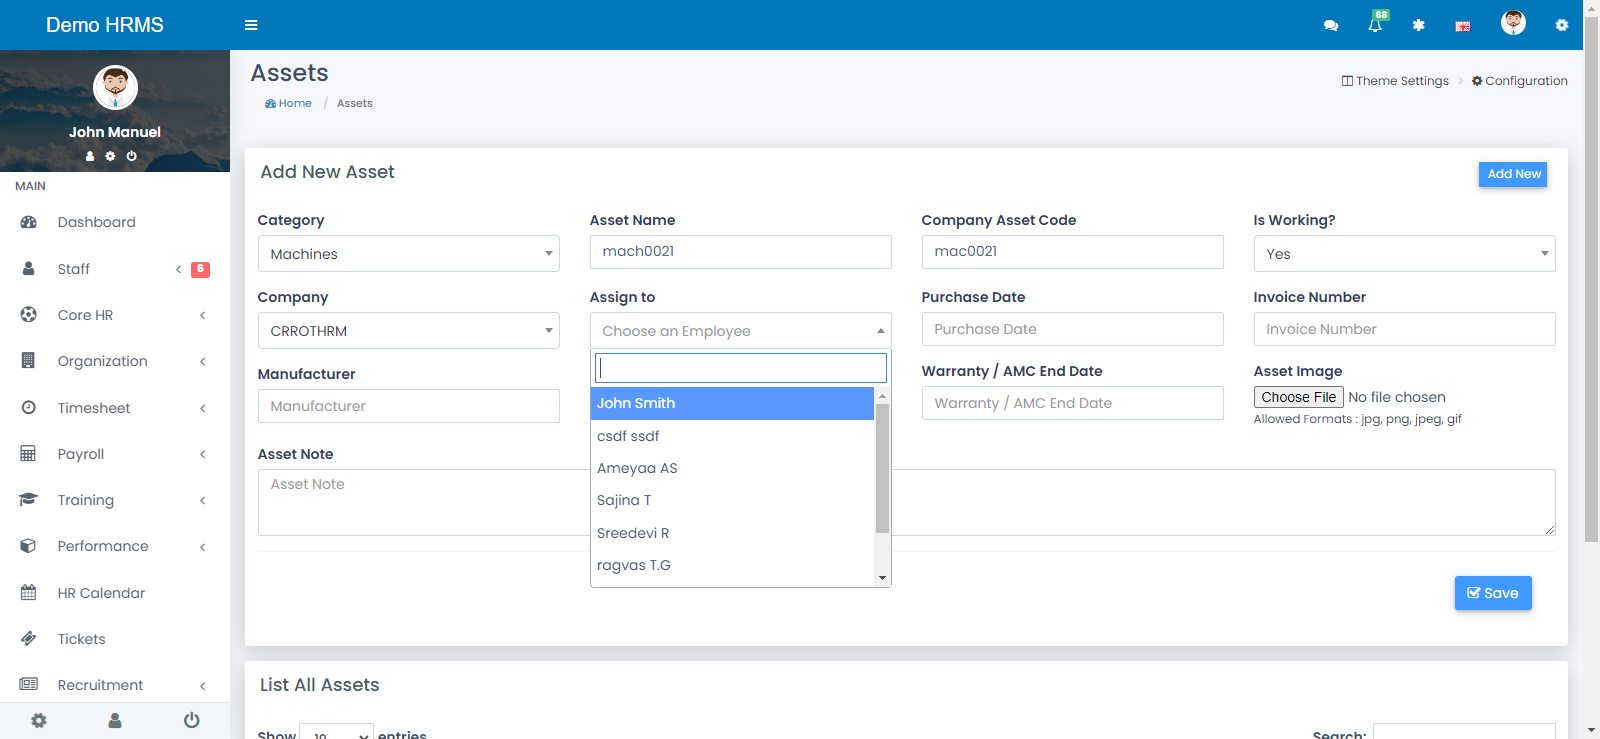 Demo HRMS
68
John Manuel
MAIN
Dashboard
Staff 6
Core HR
Organization
Timesheet
Payroll
Training
Performance
HR Calendar
Tickets
Recruitment
Assets
Home / Assets
Theme Settings > Configuration
Add New Asset
Add New
Category
Machines
Asset Name
mach0021
Company Asset Code
mac0021
Is Working?
Yes
Company
CRROTHRM
Assign to
Choose an Employee
John Smith
csdf ssdf
Ameyaa AS
Sajina T
Sreedevi R
ragvas T.G
Purchase Date
Purchase Date
Invoice Number
Invoice Number
Manufacturer
Manufacturer
Warranty / AMC End Date
Warranty / AMC End Date
Asset Image
Choose File No file chosen
Allowed Formats : jpg, png, jpeg, gif
Asset Note
Asset Note
Save
List All Assets
Show 10 entries
Search: